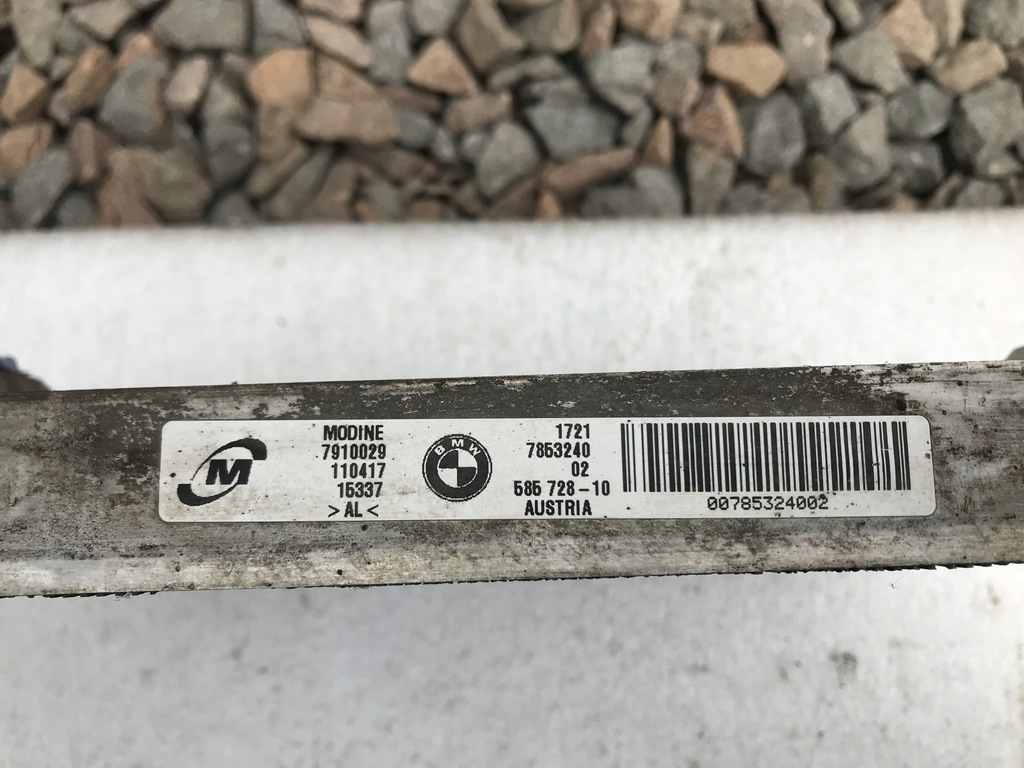 M
MODINE
7910029
110417
15337
>AL<
BMW
1721
7853240
02
585 728-10
AUSTRIA
00785324002